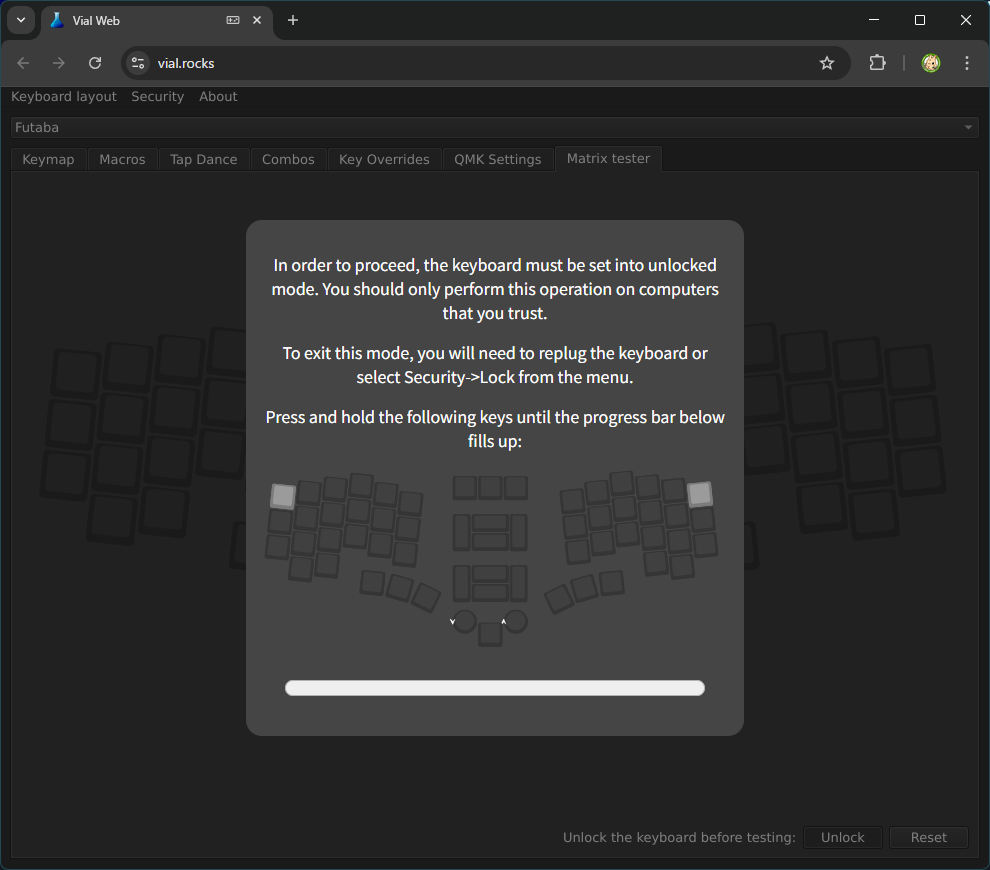 Vial Web
vial.rocks
Keyboard layout Security About
Futaba
Keymap Macros Tap Dance Combos Key Overrides QMK Settings Matrix tester
In order to proceed, the keyboard must be set into unlocked
mode. You should only perform this operation on computers
that you trust.
To exit this mode, you will need to replug the keyboard or
select Security->Lock from the menu.
Press and hold the following keys until the progress bar below
fills up:
Unlock the keyboard before testing: Unlock Reset